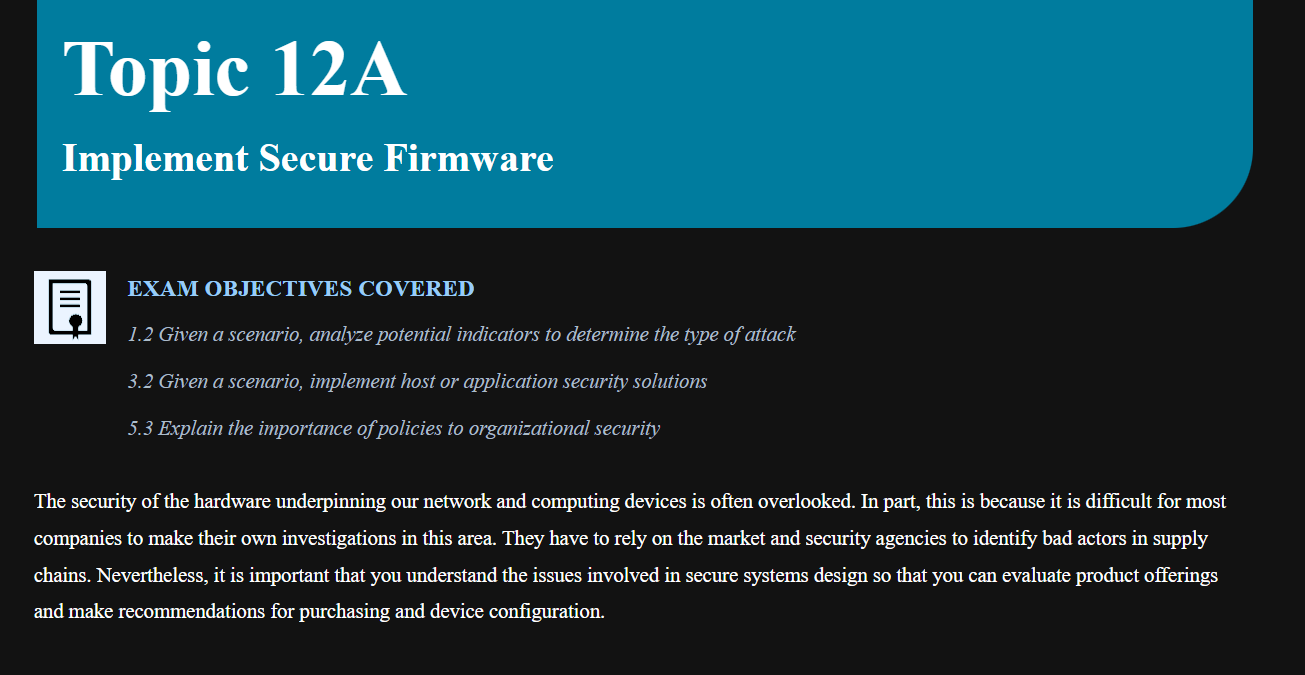 Topic 12A
Implement Secure Firmware
EXAM OBJECTIVES COVERED
1.2 Given a scenario, analyze potential indicators to determine the type of attack
3.2 Given a scenario, implement host or application security solutions
5.3 Explain the importance of policies to organizational security
The security of the hardware underpinning our network and computing devices is often overlooked. In part, this is because it is difficult for most
companies to make their own investigations in this area. They have to rely on the market and security agencies to identify bad actors in supply
chains. Nevertheless, it is important that you understand the issues involved in secure systems design so that you can evaluate product offerings
and make recommendations for purchasing and device configuration.